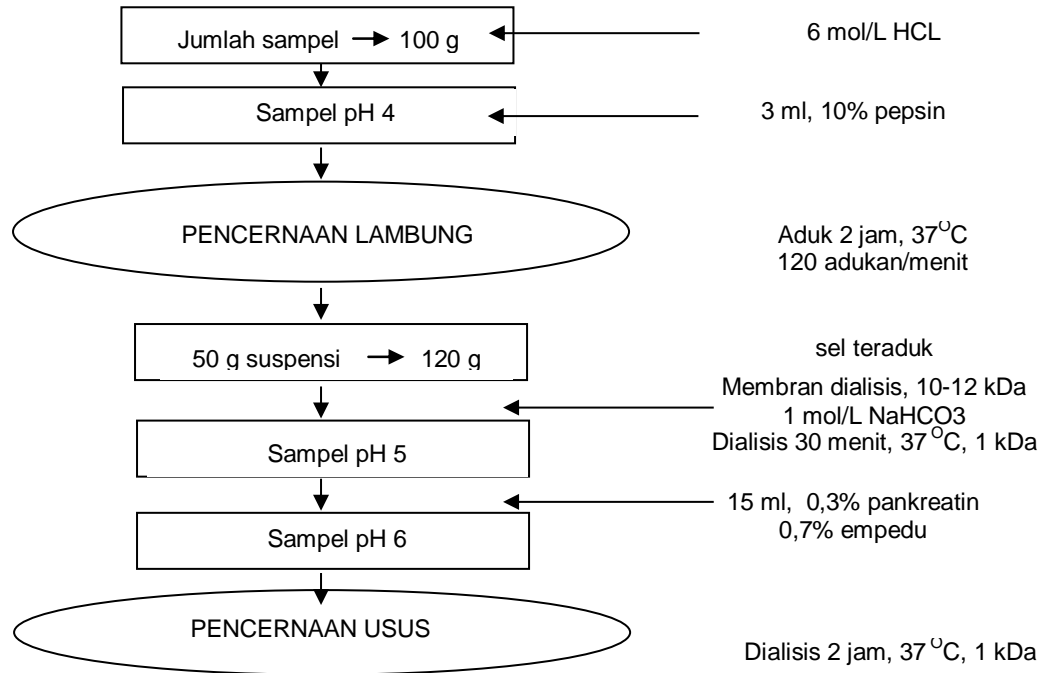 Jumlah sampel → 100 g
6 mol/L HCL
Sampel pH 4
3 ml, 10% pepsin
PENCERNAAN LAMBUNG
Aduk 2 jam, 37°C
120 adukan/menit
50 g suspensi → 120 g
sel teraduk
Membran dialisis, 10-12 kDa
1 mol/L NaHCO3
Dialisis 30 menit, 37 °C, 1 kDa
Sampel pH 5
15 ml, 0,3% pankreatin
0,7% empedu
Sampel pH 6
PENCERNAAN USUS
Dialisis 2 jam, 37 °C, 1 kDa